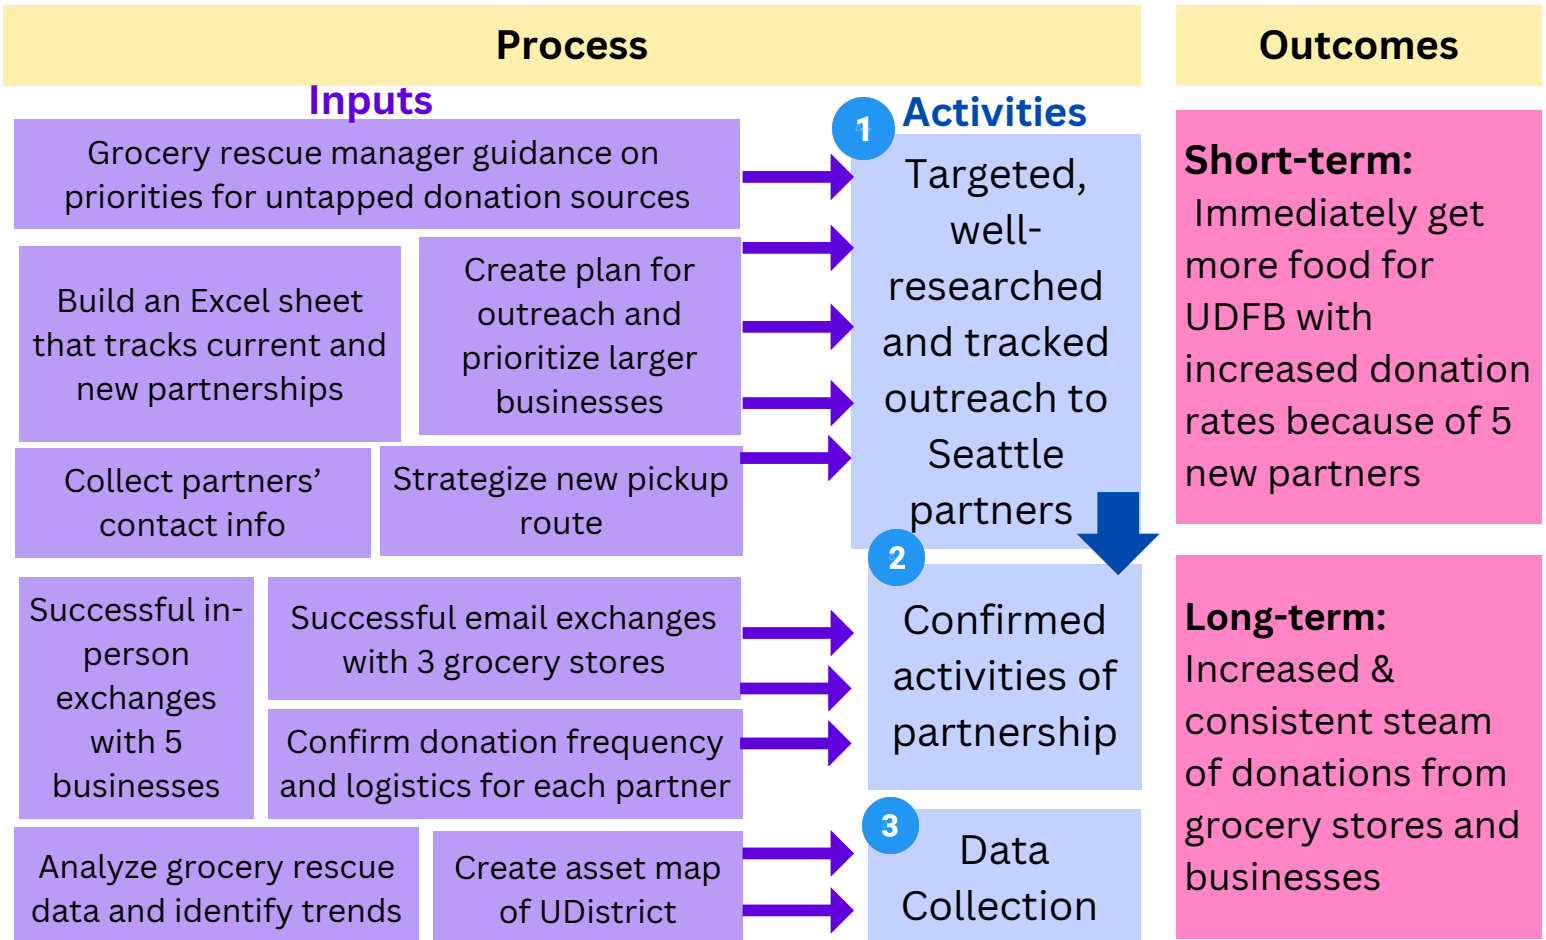 Process
Outcomes
Inputs
Grocery rescue manager guidance on
priorities for untapped donation sources
Build an Excel sheet
that tracks current and
new partnerships
Create plan for
outreach and
prioritize larger
businesses
Collect partners’
contact info
Strategize new pickup
route
Successful in-
person
exchanges
with 5
businesses
Successful email exchanges
with 3 grocery stores
Confirm donation frequency
and logistics for each partner
Analyze grocery rescue
data and identify trends
Create asset map
of UDistrict
Activities
1
Targeted,
well-
researched
and tracked
outreach to
Seattle
partners
2
Confirmed
activities of
partnership
3
Data
Collection
Short-term:
Immediately get
more food for
UDFB with
increased donation
rates because of 5
new partners
Long-term:
Increased &
consistent steam
of donations from
grocery stores and
businesses